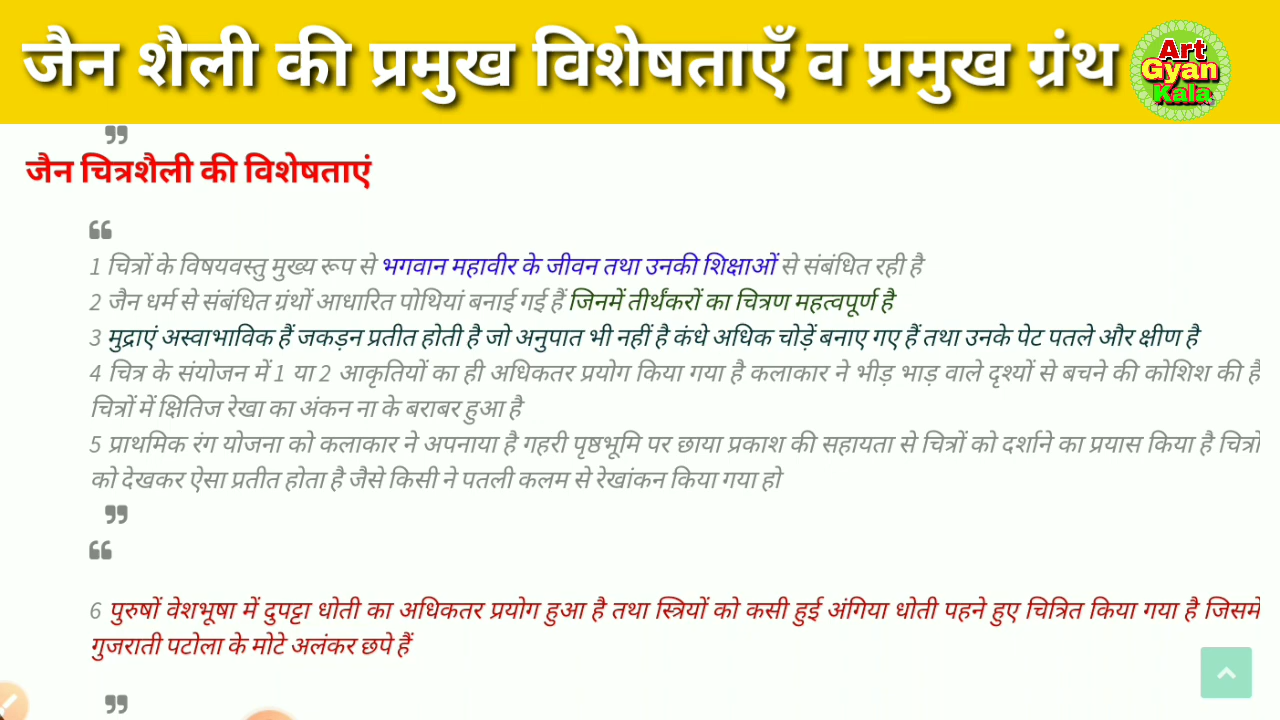 जैन शैली की प्रमुख विशेषताएँ व प्रमुख ग्रंथ
Art
Gyan
Kala
”
जैन चित्रशैली की विशेषताएं
“
1 चित्रों के विषयवस्तु मुख्य रूप से भगवान महावीर के जीवन तथा उनकी शिक्षाओं से संबंधित रही है
2 जैन धर्म से संबंधित ग्रंथों आधारित पोथियां बनाई गई हैं जिनमें तीर्थंकरों का चित्रण महत्वपूर्ण है
3 मुद्राएं अस्वाभाविक हैं जकड़न प्रतीत होती है जो अनुपात भी नहीं है कंधे अधिक चोड़ें बनाए गए हैं तथा उनके पेट पतले और क्षीण है
4 चित्र के संयोजन में 1 या 2 आकृतियों का ही अधिकतर प्रयोग किया गया है कलाकार ने भीड़ भाड़ वाले दृश्यों से बचने की कोशिश की है
चित्रों में क्षितिज रेखा का अंकन ना के बराबर हुआ है
5 प्राथमिक रंग योजना को कलाकार ने अपनाया है गहरी पृष्ठभूमि पर छाया प्रकाश की सहायता से चित्रों को दर्शाने का प्रयास किया है चित्रों
को देखकर ऐसा प्रतीत होता है जैसे किसी ने पतली कलम से रेखांकन किया गया हो
”
“
6 पुरुषों वेशभूषा में दुपट्टा धोती का अधिकतर प्रयोग हुआ है तथा स्त्रियों को कसी हुई अंगिया धोती पहने हुए चित्रित किया गया है जिसमें
गुजराती पटोला के मोटे अलंकर छपे हैं
”